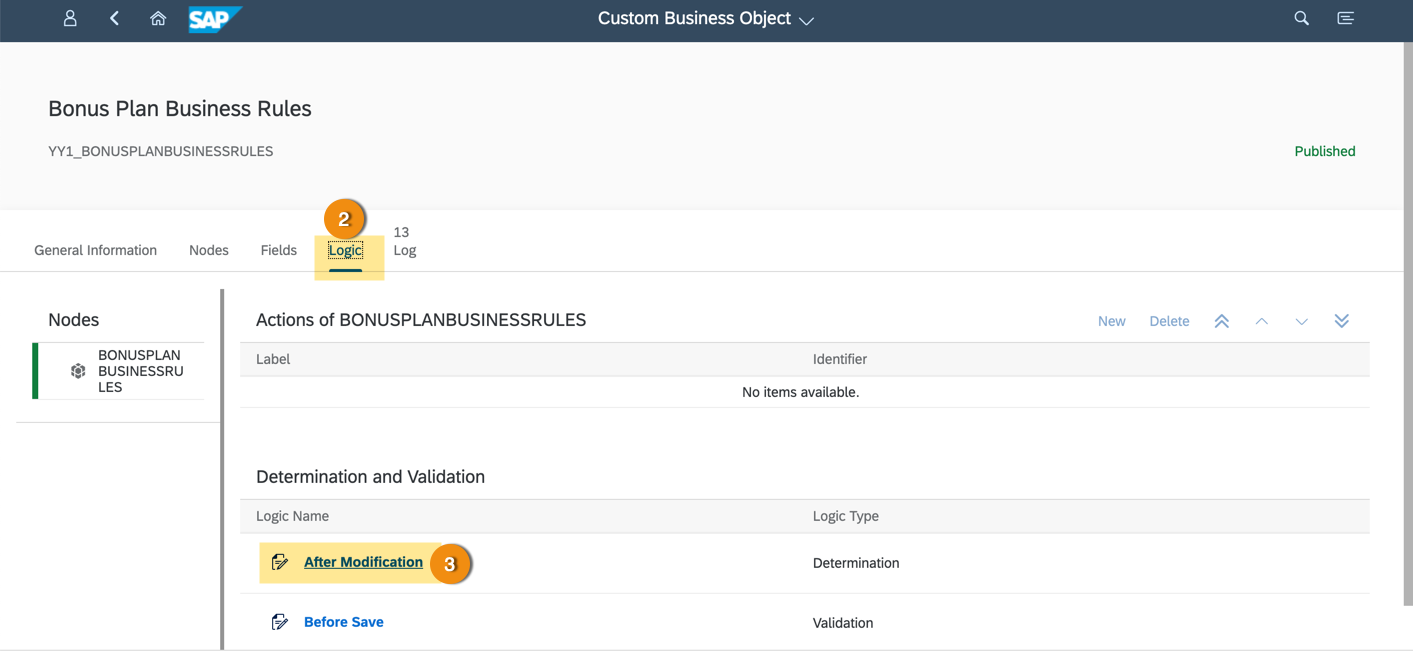 SAP Custom Business Object
Bonus Plan Business Rules
YY1_BONUSPLANBUSINESSRULES Published
2
13
General Information Nodes Fields Logic Log
Nodes
BONUSPLAN
BUSINESSRU
LES
Actions of BONUSPLANBUSINESSRULES New Delete
Label Identifier
No items available.
Determination and Validation
Logic Name Logic Type
After Modification 3 Determination
Before Save Validation